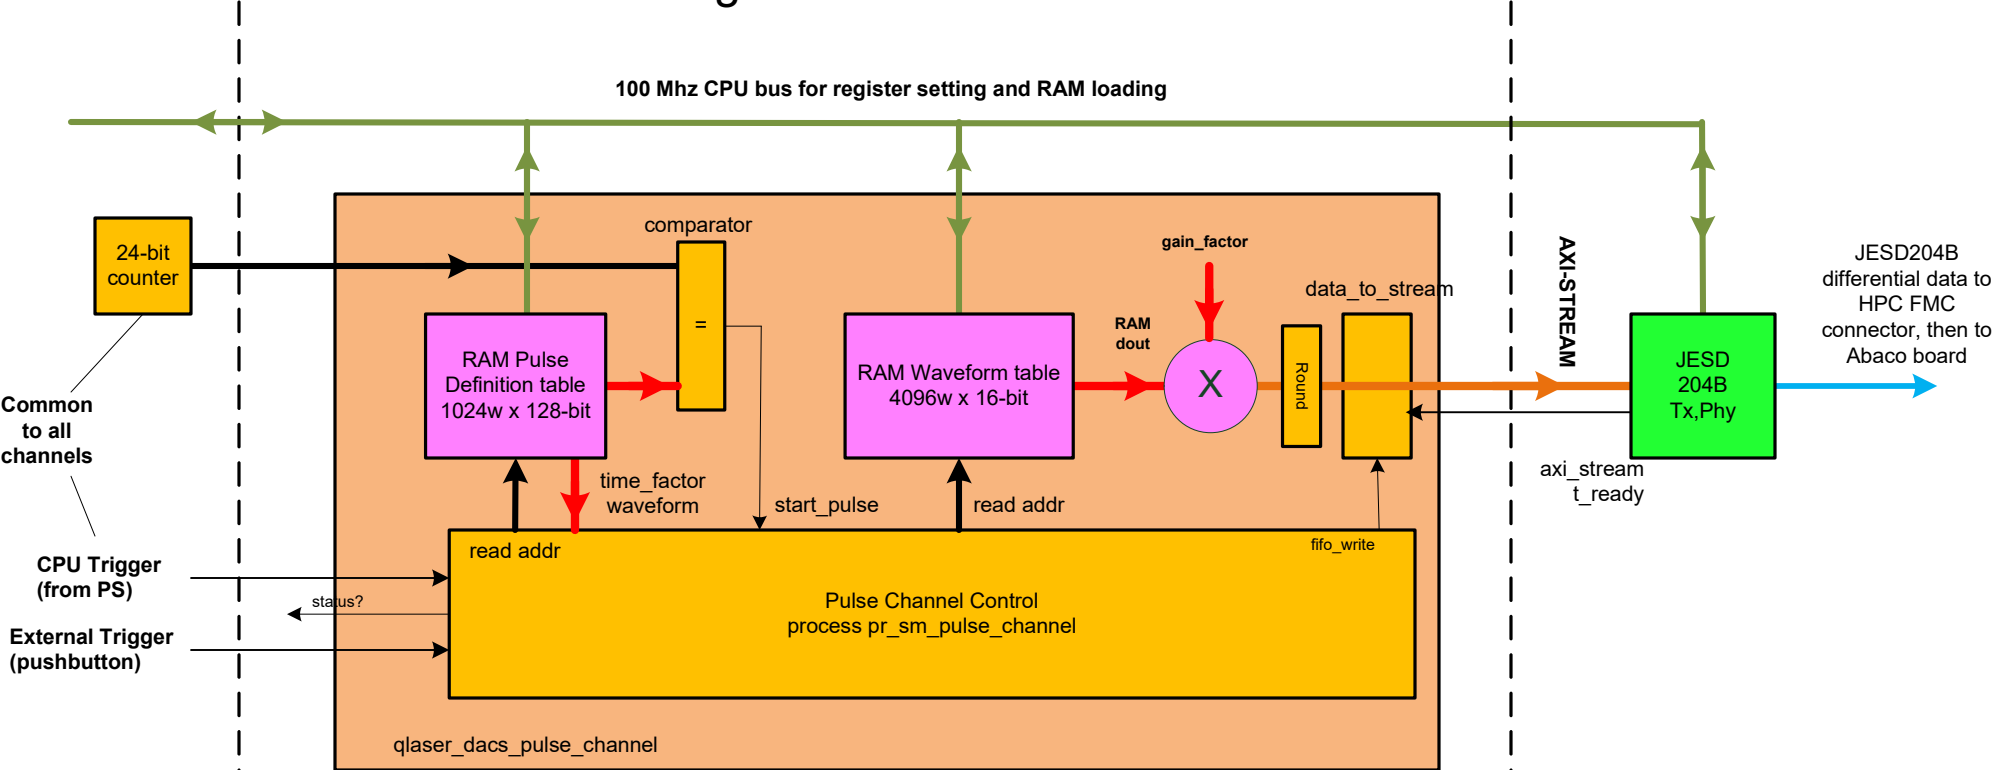 g
100 Mhz CPU bus for register setting and RAM loading
comparator
24-bit
counter
=
gain_factor
data_to_stream
AXI-STREAM
JESD204B
differential data to
HPC FMC
connector, then to
Abaco board
RAM Pulse
Definition table
1024w x 128-bit
RAM Waveform table
4096w x 16-bit
RAM
dout
X
Round
JESD
204B
Tx,Phy
Common
to all
channels
time_factor
waveform
start_pulse
read addr
axi_stream
t_ready
read addr
fifo_write
CPU Trigger
(from PS)
status?
External Trigger
(pushbutton)
Pulse Channel Control
process pr_sm_pulse_channel
qlaser_dacs_pulse_channel